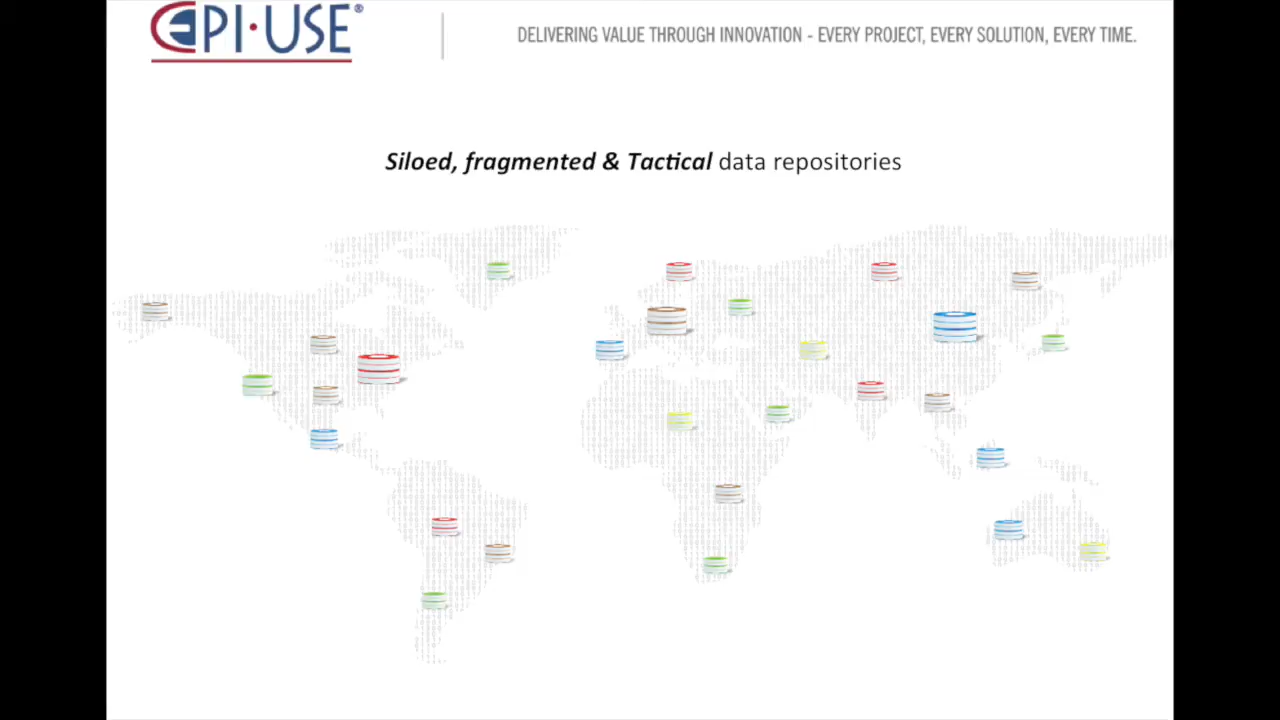 EPI·USE®
DELIVERING VALUE THROUGH INNOVATION - EVERY PROJECT, EVERY SOLUTION, EVERY TIME.
Siloed, fragmented & Tactical data repositories